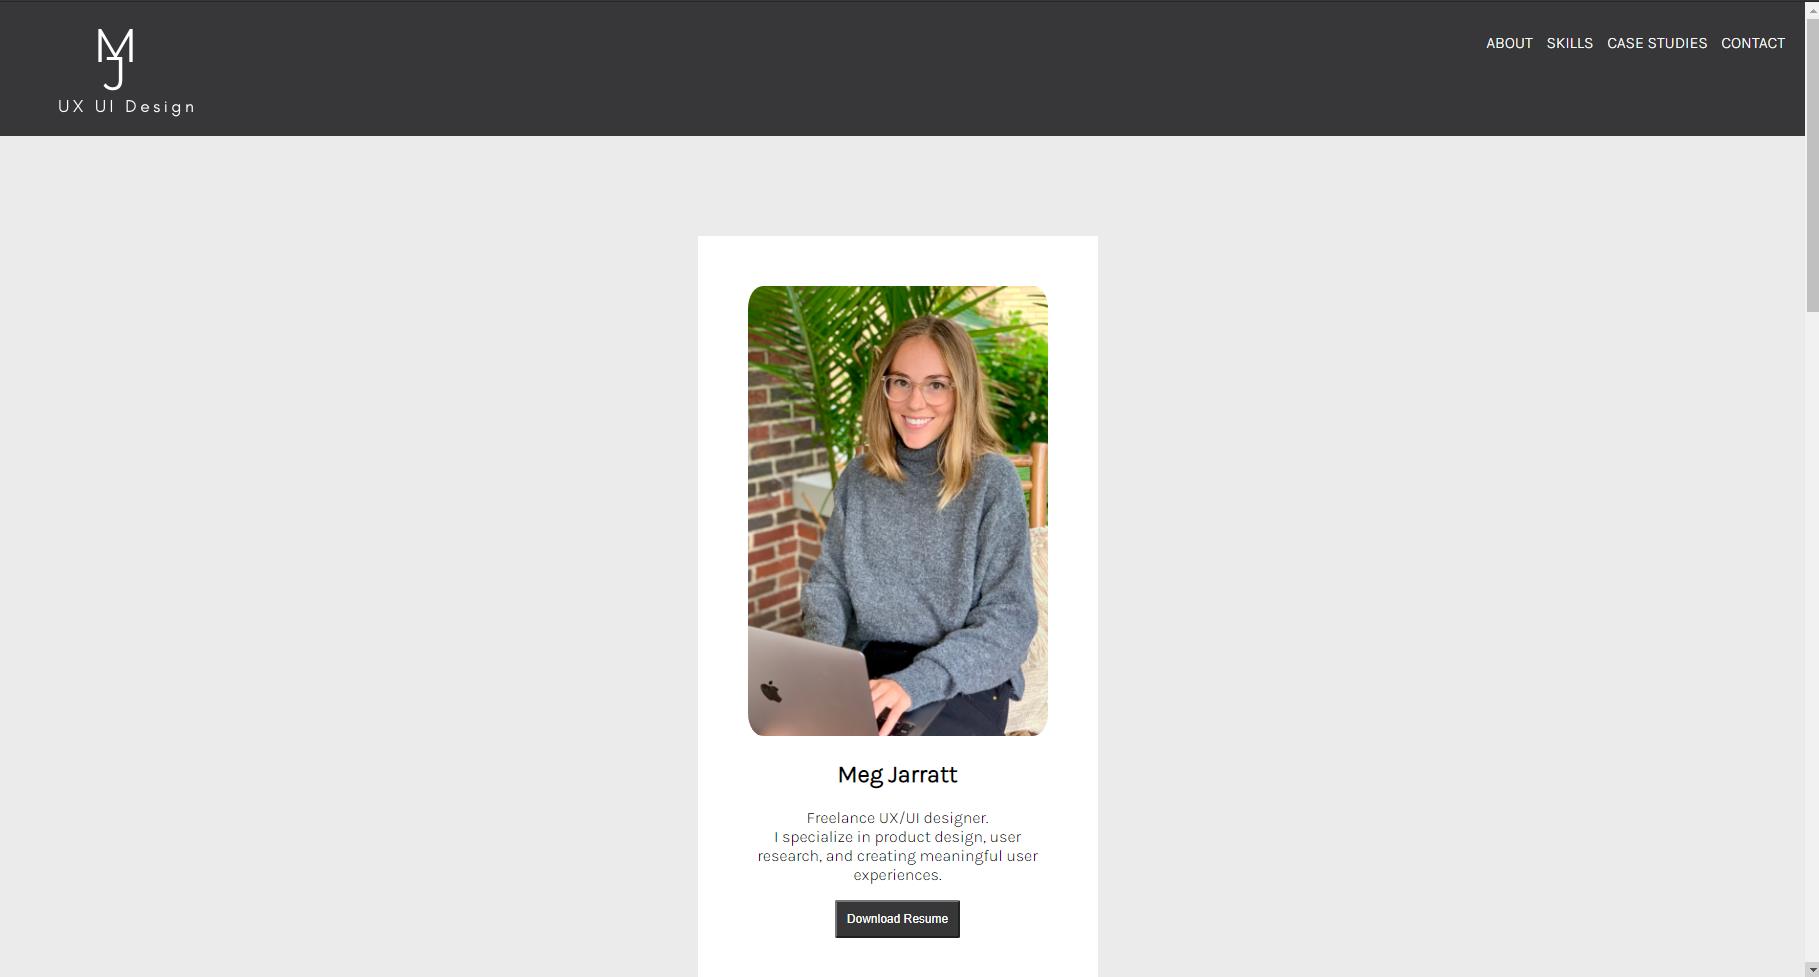 MJ
UX UI Design
ABOUT SKILLS CASE STUDIES CONTACT
Meg Jarratt
Freelance UX/UI designer.
I specialize in product design, user
research, and creating meaningful user
experiences.
Download Resume